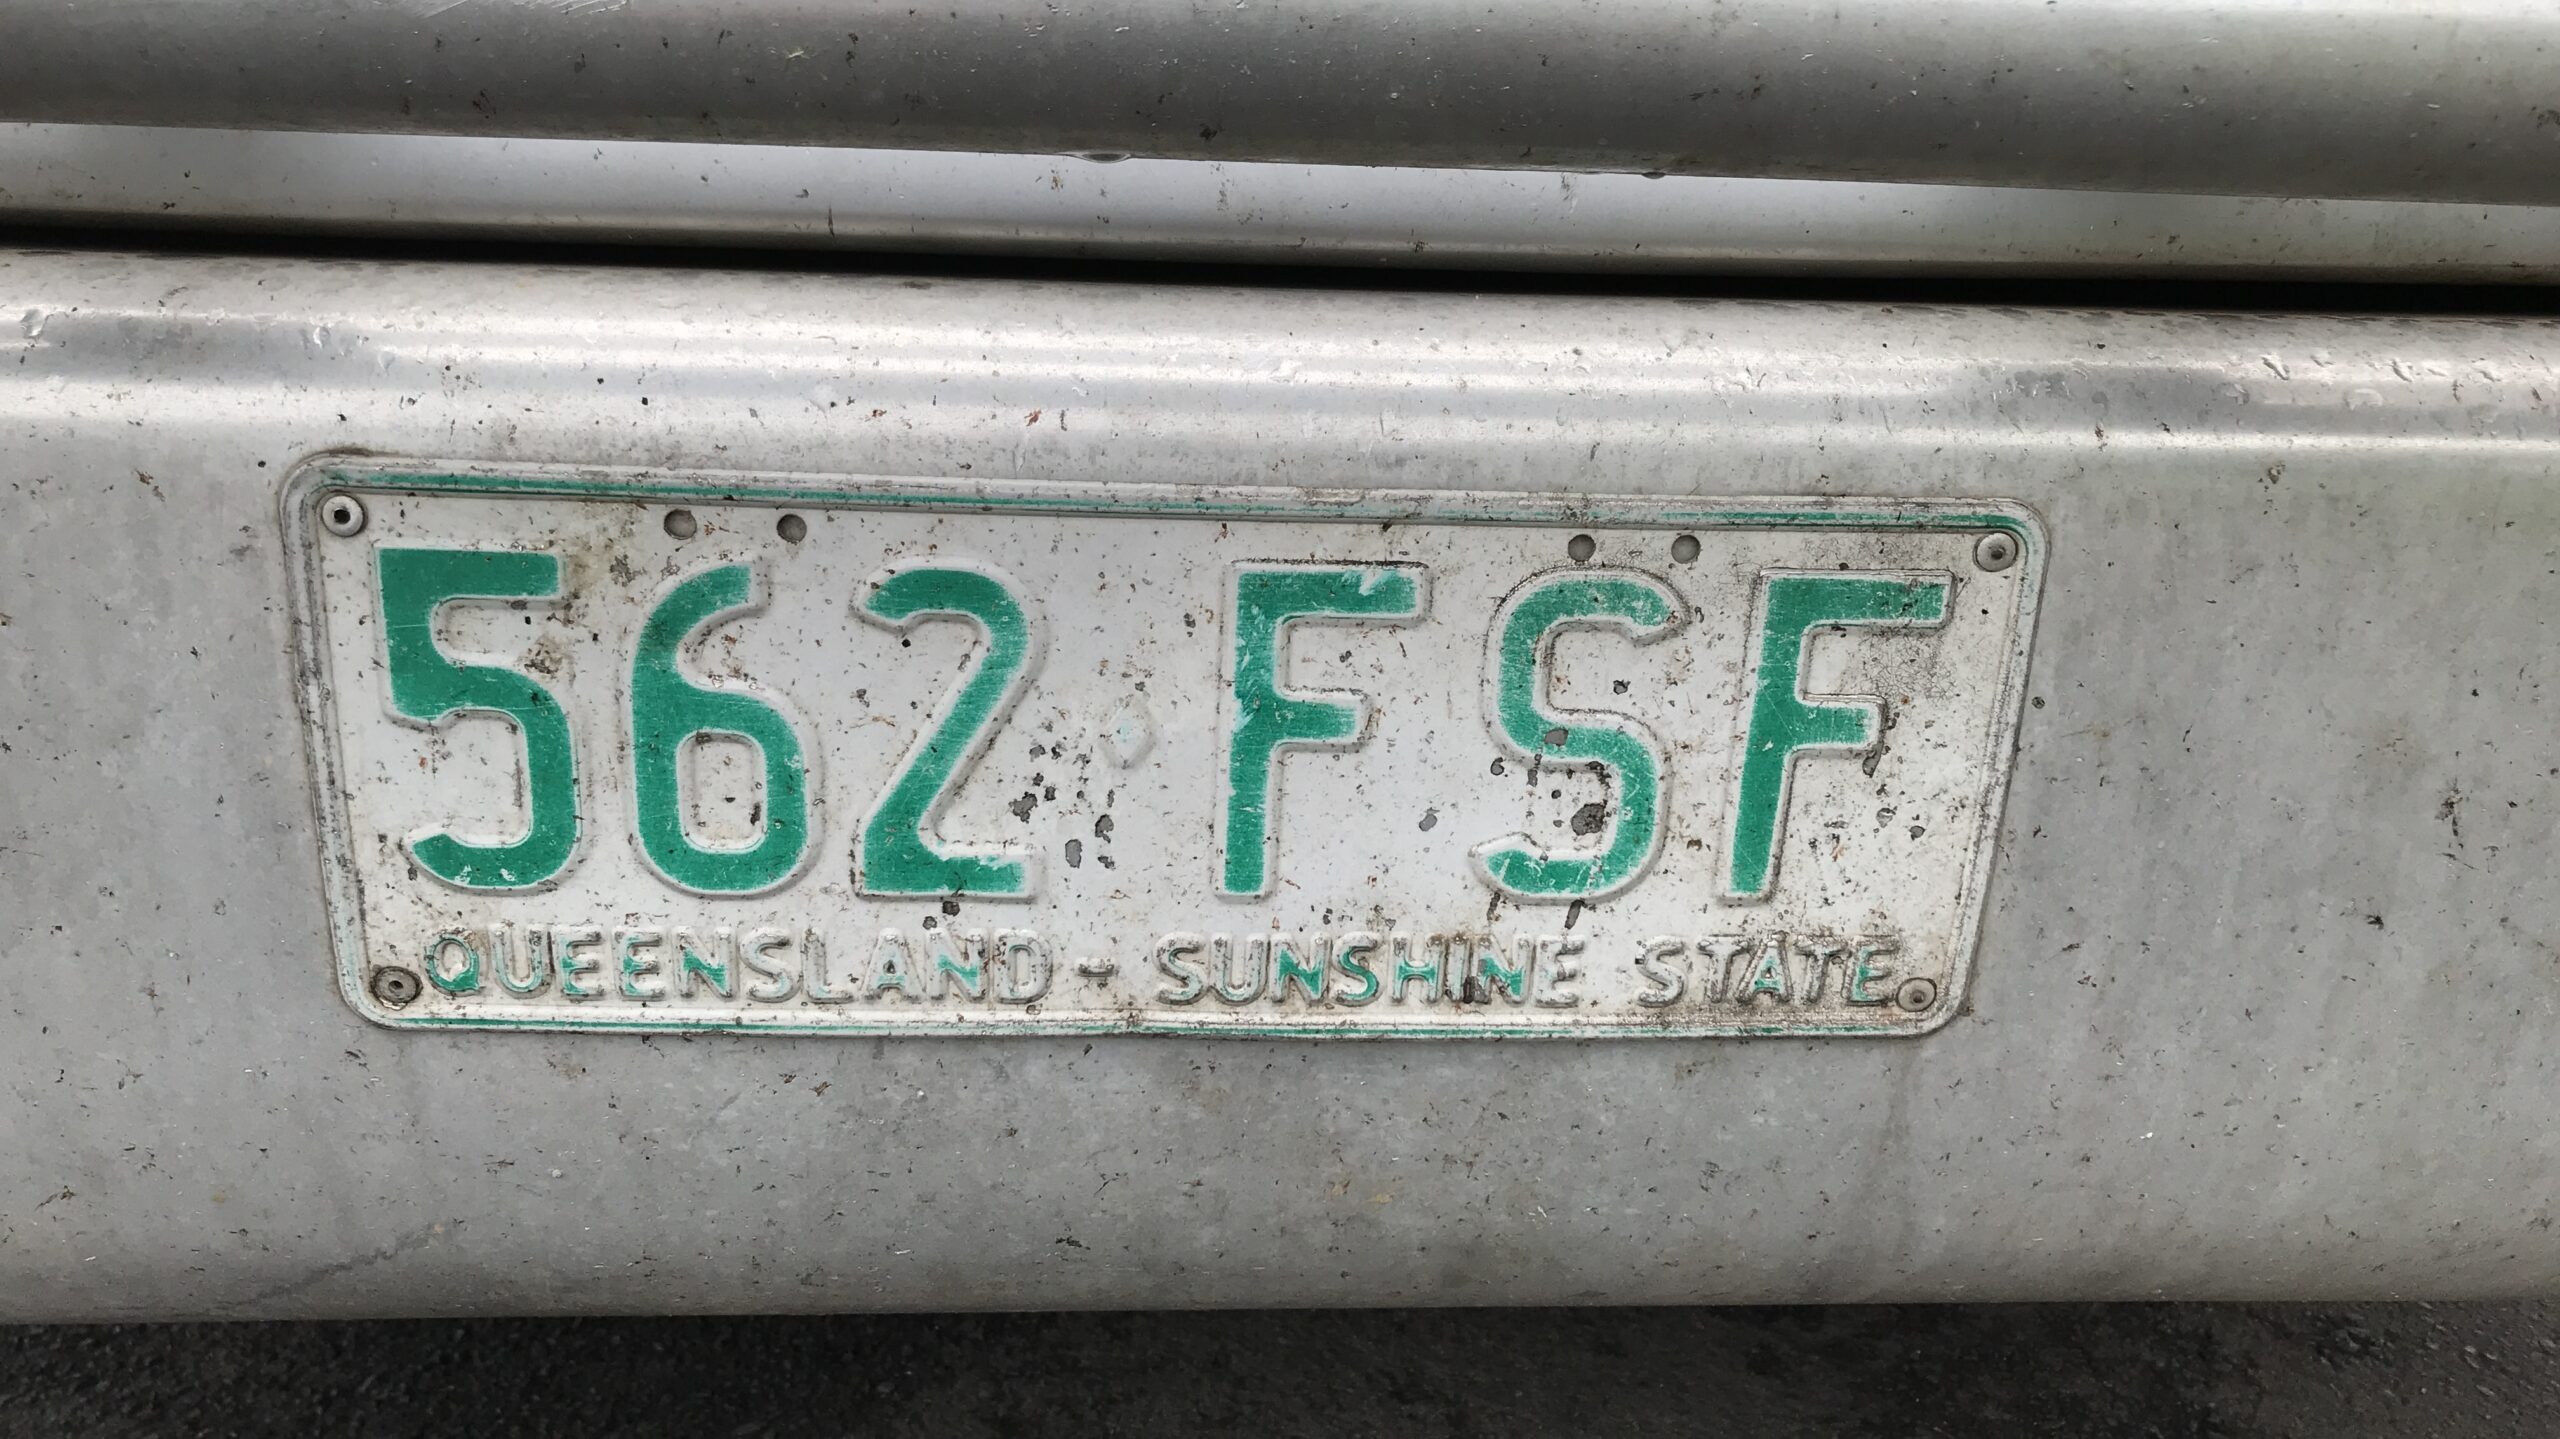 562 FSF
QUEENSLAND - SUNSHINE STATE